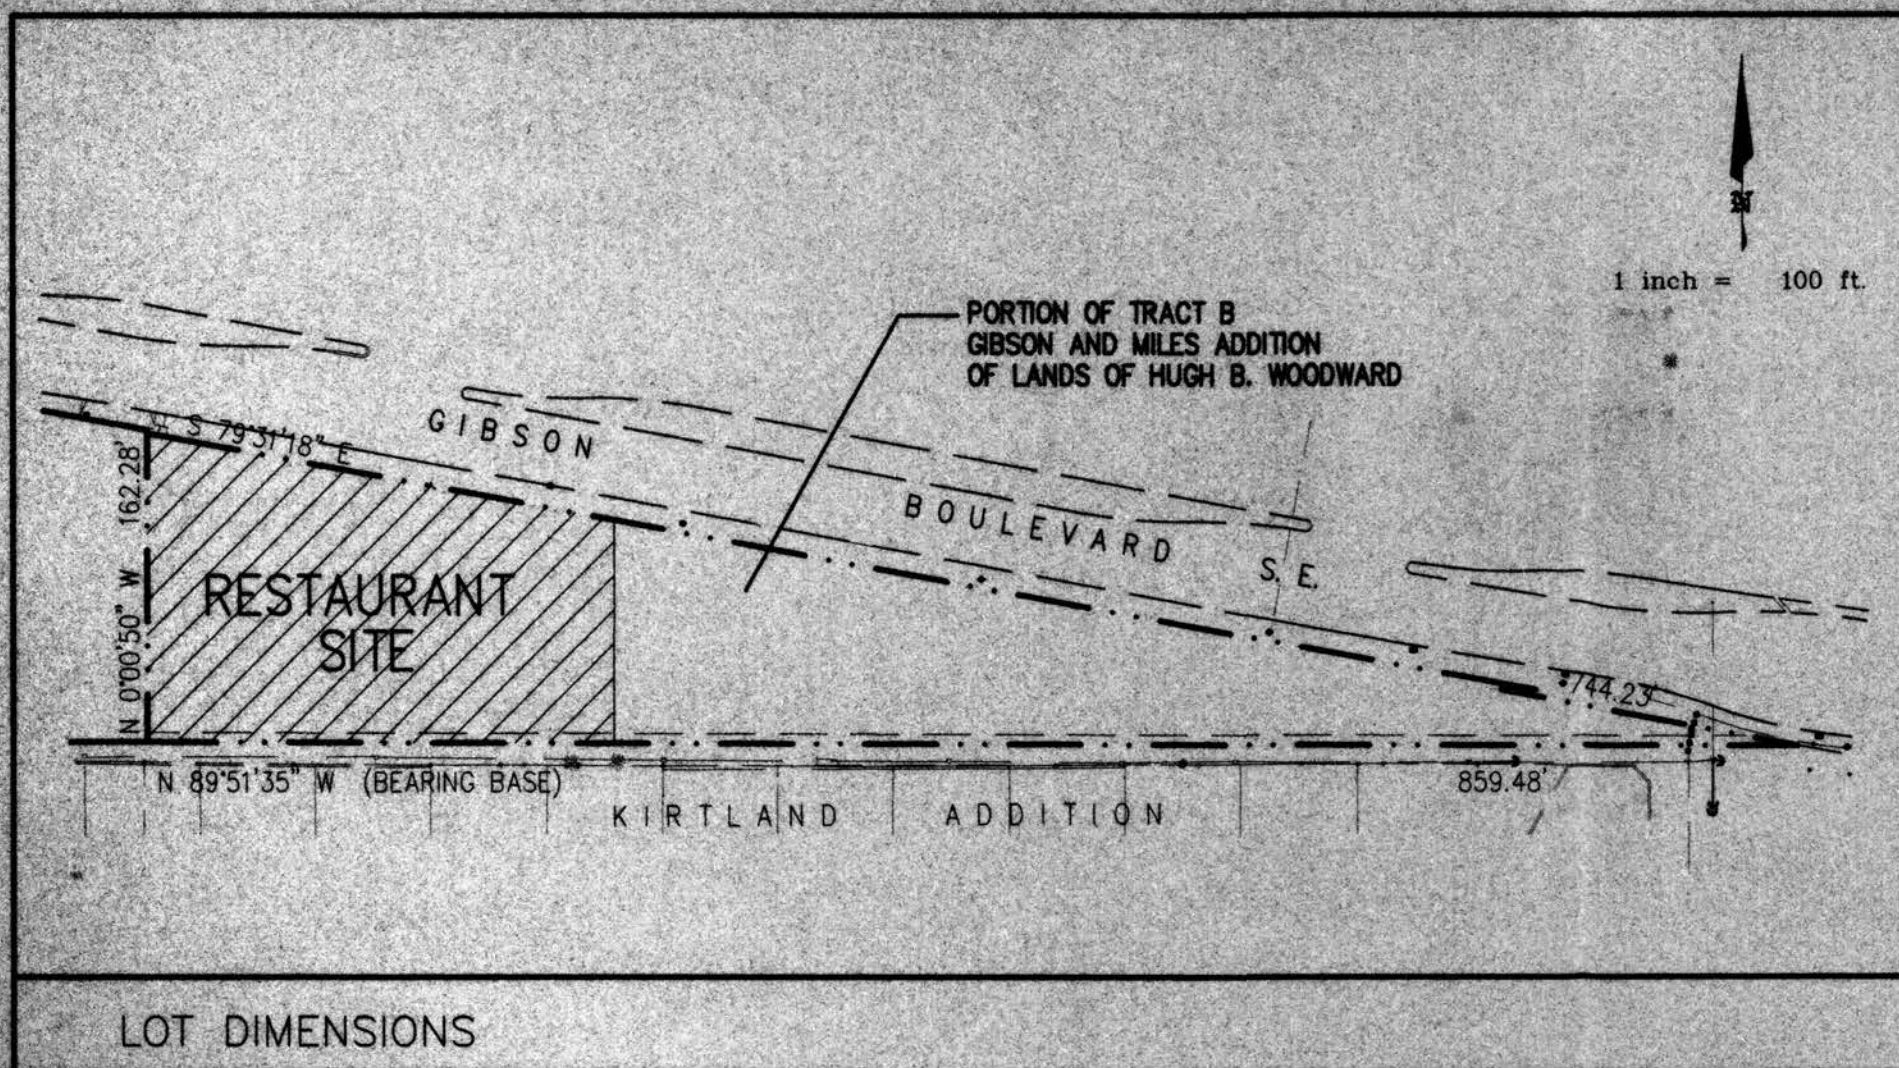 N
1 inch = 100 ft.
PORTION OF TRACT B
GIBSON AND MILES ADDITION
OF LANDS OF HUGH B. WOODWARD
S 79°31'18" E
GIBSON
BOULEVARD
S. E.
N 0°00'50" W 162.28'
RESTAURANT
SITE
744.23'
N 89°51'35" W (BEARING BASE)
859.48'
KIRTLAND ADDITION
LOT DIMENSIONS